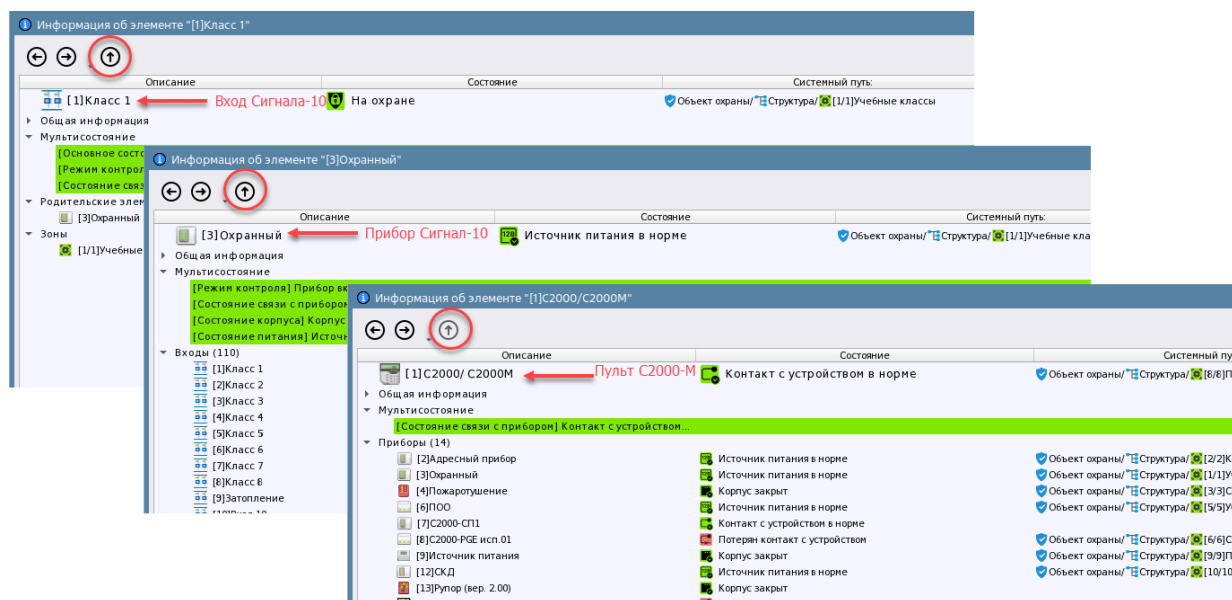 Информация об элементе "[1]Класс 1"
Описание Состояние Системный путь:
[1]Класс 1 Вход Сигнала-10 На охране Объект охраны/ Структура/ [1/1]Учебные классы
Общая информация
Мультисостояние
[Основное сост
[Режим контрол
[Состояние связ
Родительские элем
[3]Охранный
Зоны
[1/1]Учебные
Информация об элементе "[3]Охранный"
Описание Состояние Системный путь:
[3]Охранный Прибор Сигнал-10 Источник питания в норме Объект охраны/ Структура/ [1/1]Учебные кла
Общая информация
Мультисостояние
[Режим контроля] Прибор вк
[Состояние связи с прибором
[Состояние корпуса] Корпус
[Состояние питания] Источн
Входы (110)
[1]Класс 1
[2]Класс 2
[3]Класс 3
[4]Класс 4
[5]Класс 5
[6]Класс 6
[7]Класс 7
[8]Класс 8
[9]Затопление
Информация об элементе "[1]С2000/С2000М"
Описание Состояние Системный пу
[1]С2000/ С2000М Пульт С2000-М Контакт с устройством в норме Объект охраны/ Структура/ [8/8]П
Общая информация
Мультисостояние
[Состояние связи с прибором] Контакт с устройством...
Приборы (14)
[2]Адресный прибор Источник питания в норме Объект охраны/ Структура/ [2/2]К
[3]Охранный Источник питания в норме Объект охраны/ Структура/ [1/1]У
[4]Пожаротушение Корпус закрыт Объект охраны/ Структура/ [3/3]С
[6]ПОО Источник питания в норме Объект охраны/ Структура/ [5/5]У
[7]С2000-СП1 Контакт с устройством в норме
[8]С2000-PGE исп.01 Потерян контакт с устройством Объект охраны/ Структура/ [6/6]С
[9]Источник питания Корпус закрыт Объект охраны/ Структура/ [9/9]П
[12]СКД Источник питания в норме Объект охраны/ Структура/ [10/10
[13]Рупор (вер. 2.00) Корпус закрыт